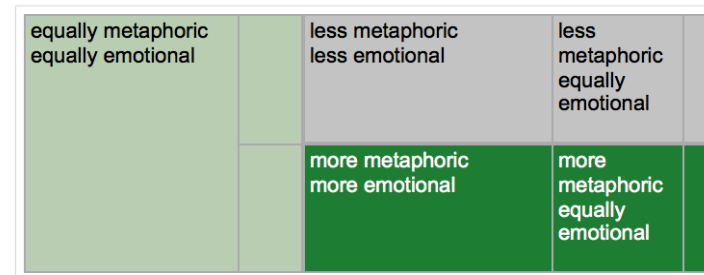 equally metaphoric
equally emotional
less metaphoric
less emotional
less
metaphoric
equally
emotional
more metaphoric
more emotional
more
metaphoric
equally
emotional